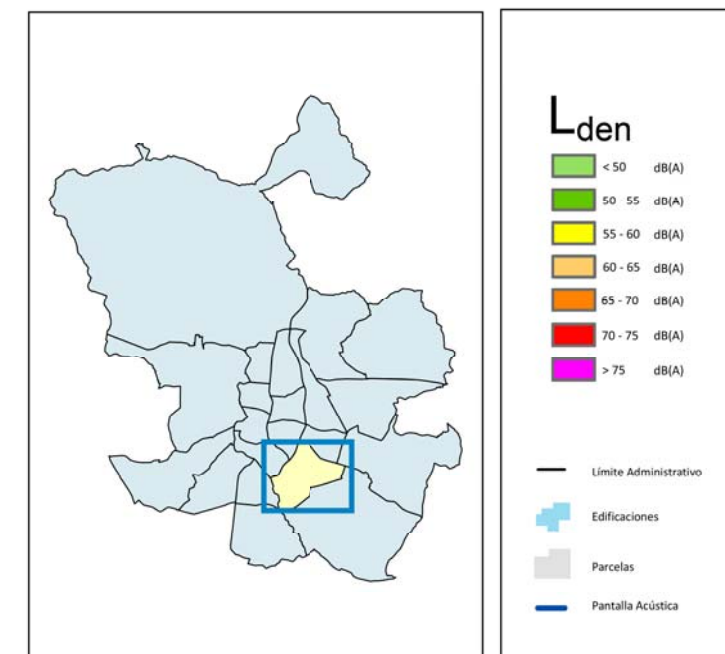 Lden
< 50 dB(A)
50 - 55 dB(A)
55 - 60 dB(A)
60 - 65 dB(A)
65 - 70 dB(A)
70 - 75 dB(A)
> 75 dB(A)
Límite Administrativo
Edificaciones
Parcelas
Pantalla Acústica